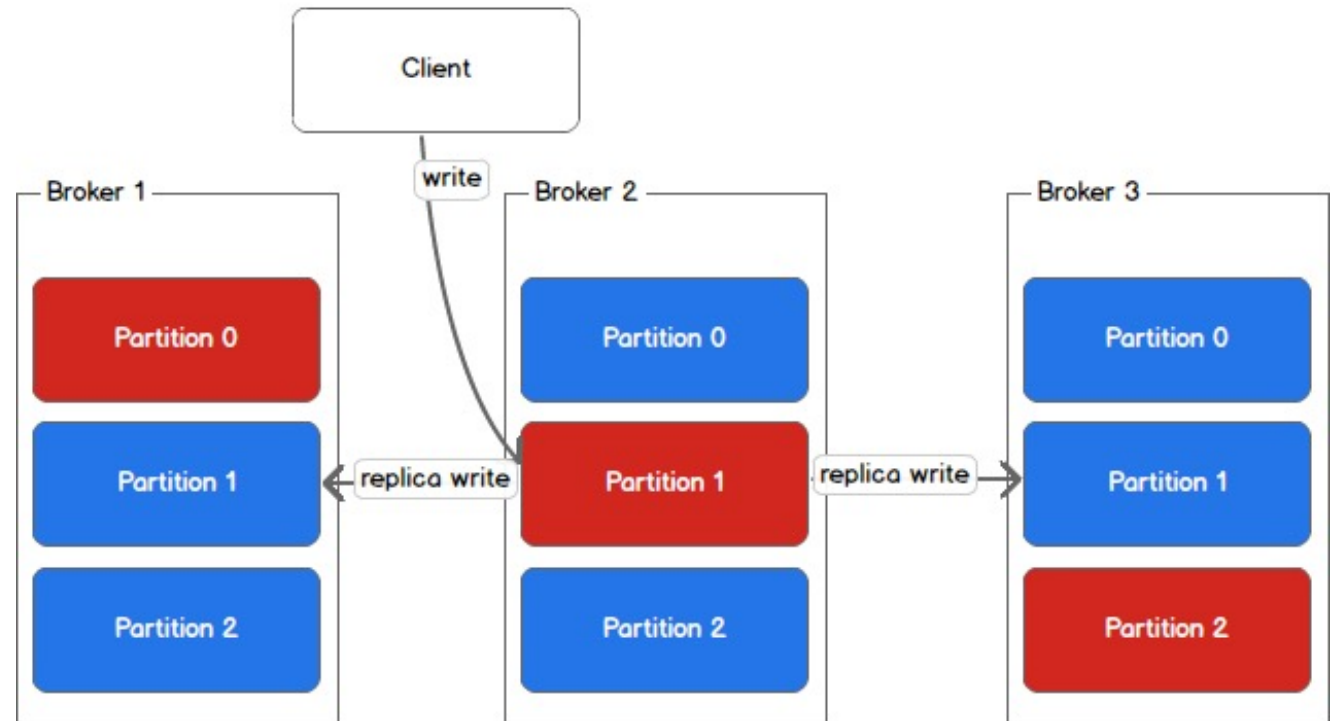 Client
write
Broker 1
Broker 2
Broker 3
Partition 0
Partition 0
Partition 0
Partition 1
replica write
Partition 1
replica write
Partition 1
Partition 2
Partition 2
Partition 2